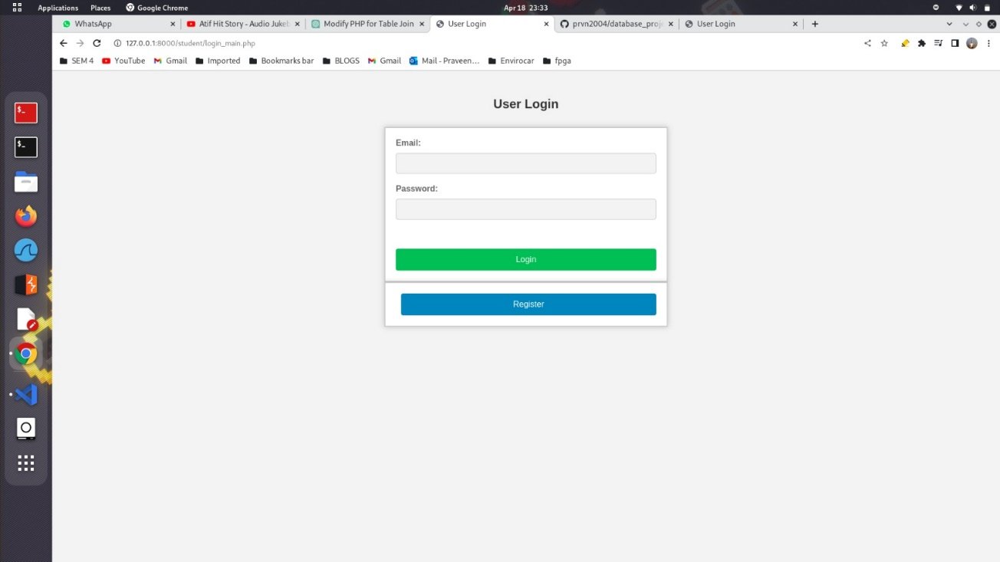 Applications Places Google Chrome Apr 18 23:33
WhatsApp Atif Hit Story - Audio Juke Modify PHP for Table Join User Login prvn2004/database_proje User Login
127.0.0.1:8000/student/login_main.php
SEM 4 YouTube Gmail Imported Bookmarks bar BLOGS Gmail Mail - Praveen... Envirocar fpga
User Login
Email:
Password:
Login
Register